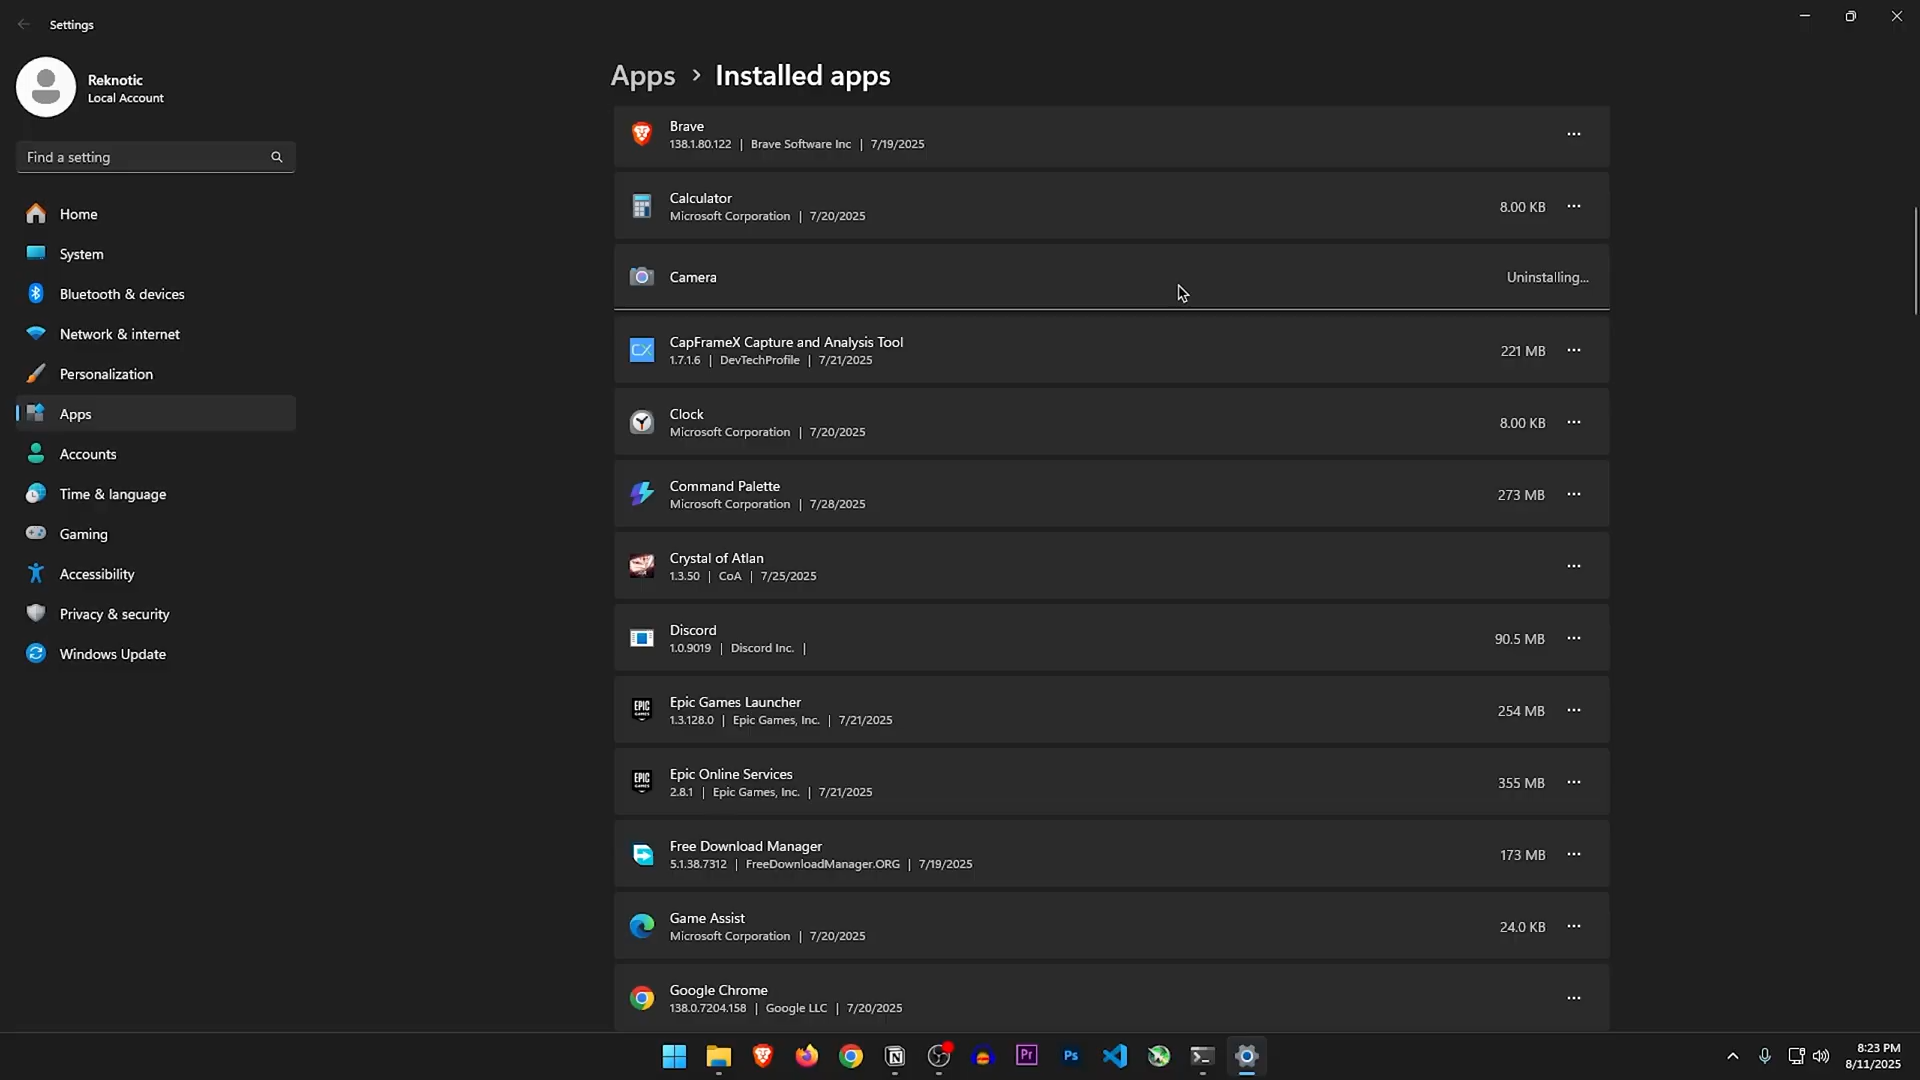 Settings
Reknotic
Local Account
Find a setting
Home
System
Bluetooth & devices
Network & internet
Personalization
Apps
Accounts
Time & language
Gaming
Accessibility
Privacy & security
Windows Update
Apps > Installed apps
Brave
138.1.80.122 | Brave Software Inc | 7/19/2025
Calculator
Microsoft Corporation | 7/20/2025
8.00 KB
Camera
Uninstalling...
CapFrameX Capture and Analysis Tool
1.7.1.6 | DevTechProfile | 7/21/2025
221 MB
Clock
Microsoft Corporation | 7/20/2025
8.00 KB
Command Palette
Microsoft Corporation | 7/28/2025
273 MB
Crystal of Atlan
1.3.50 | CoA | 7/25/2025
Discord
1.0.9019 | Discord Inc. |
90.5 MB
Epic Games Launcher
1.3.128.0 | Epic Games, Inc. | 7/21/2025
254 MB
Epic Online Services
2.8.1 | Epic Games, Inc. | 7/21/2025
355 MB
Free Download Manager
5.1.38.7312 | FreeDownloadManager.ORG | 7/19/2025
173 MB
Game Assist
Microsoft Corporation | 7/20/2025
24.0 KB
Google Chrome
138.0.7204.158 | Google LLC | 7/20/2025
Pr
Ps
8:23 PM
8/11/2025